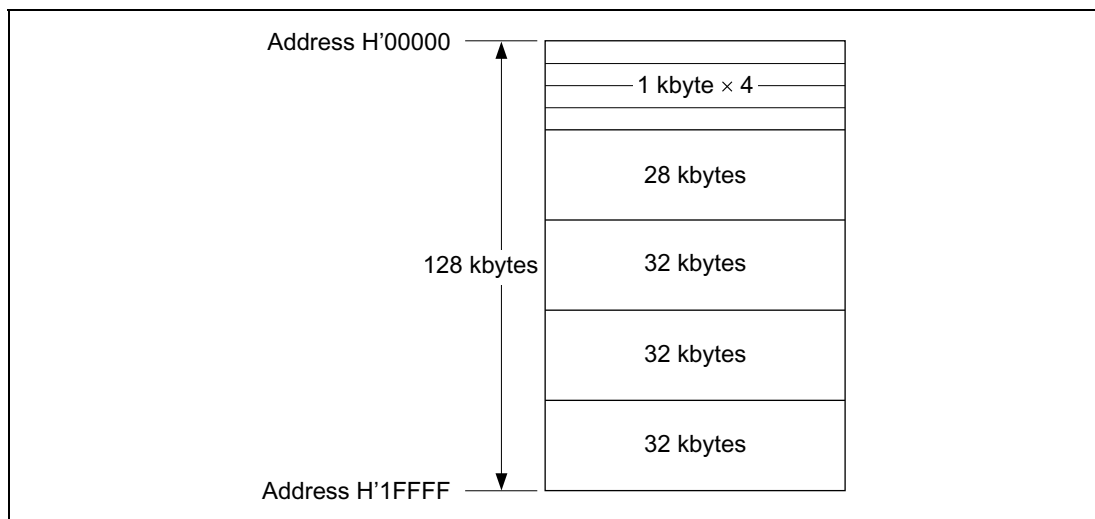 Address H’00000
1 kbyte × 4
28 kbytes
128 kbytes
32 kbytes
32 kbytes
32 kbytes
Address H’1FFFF